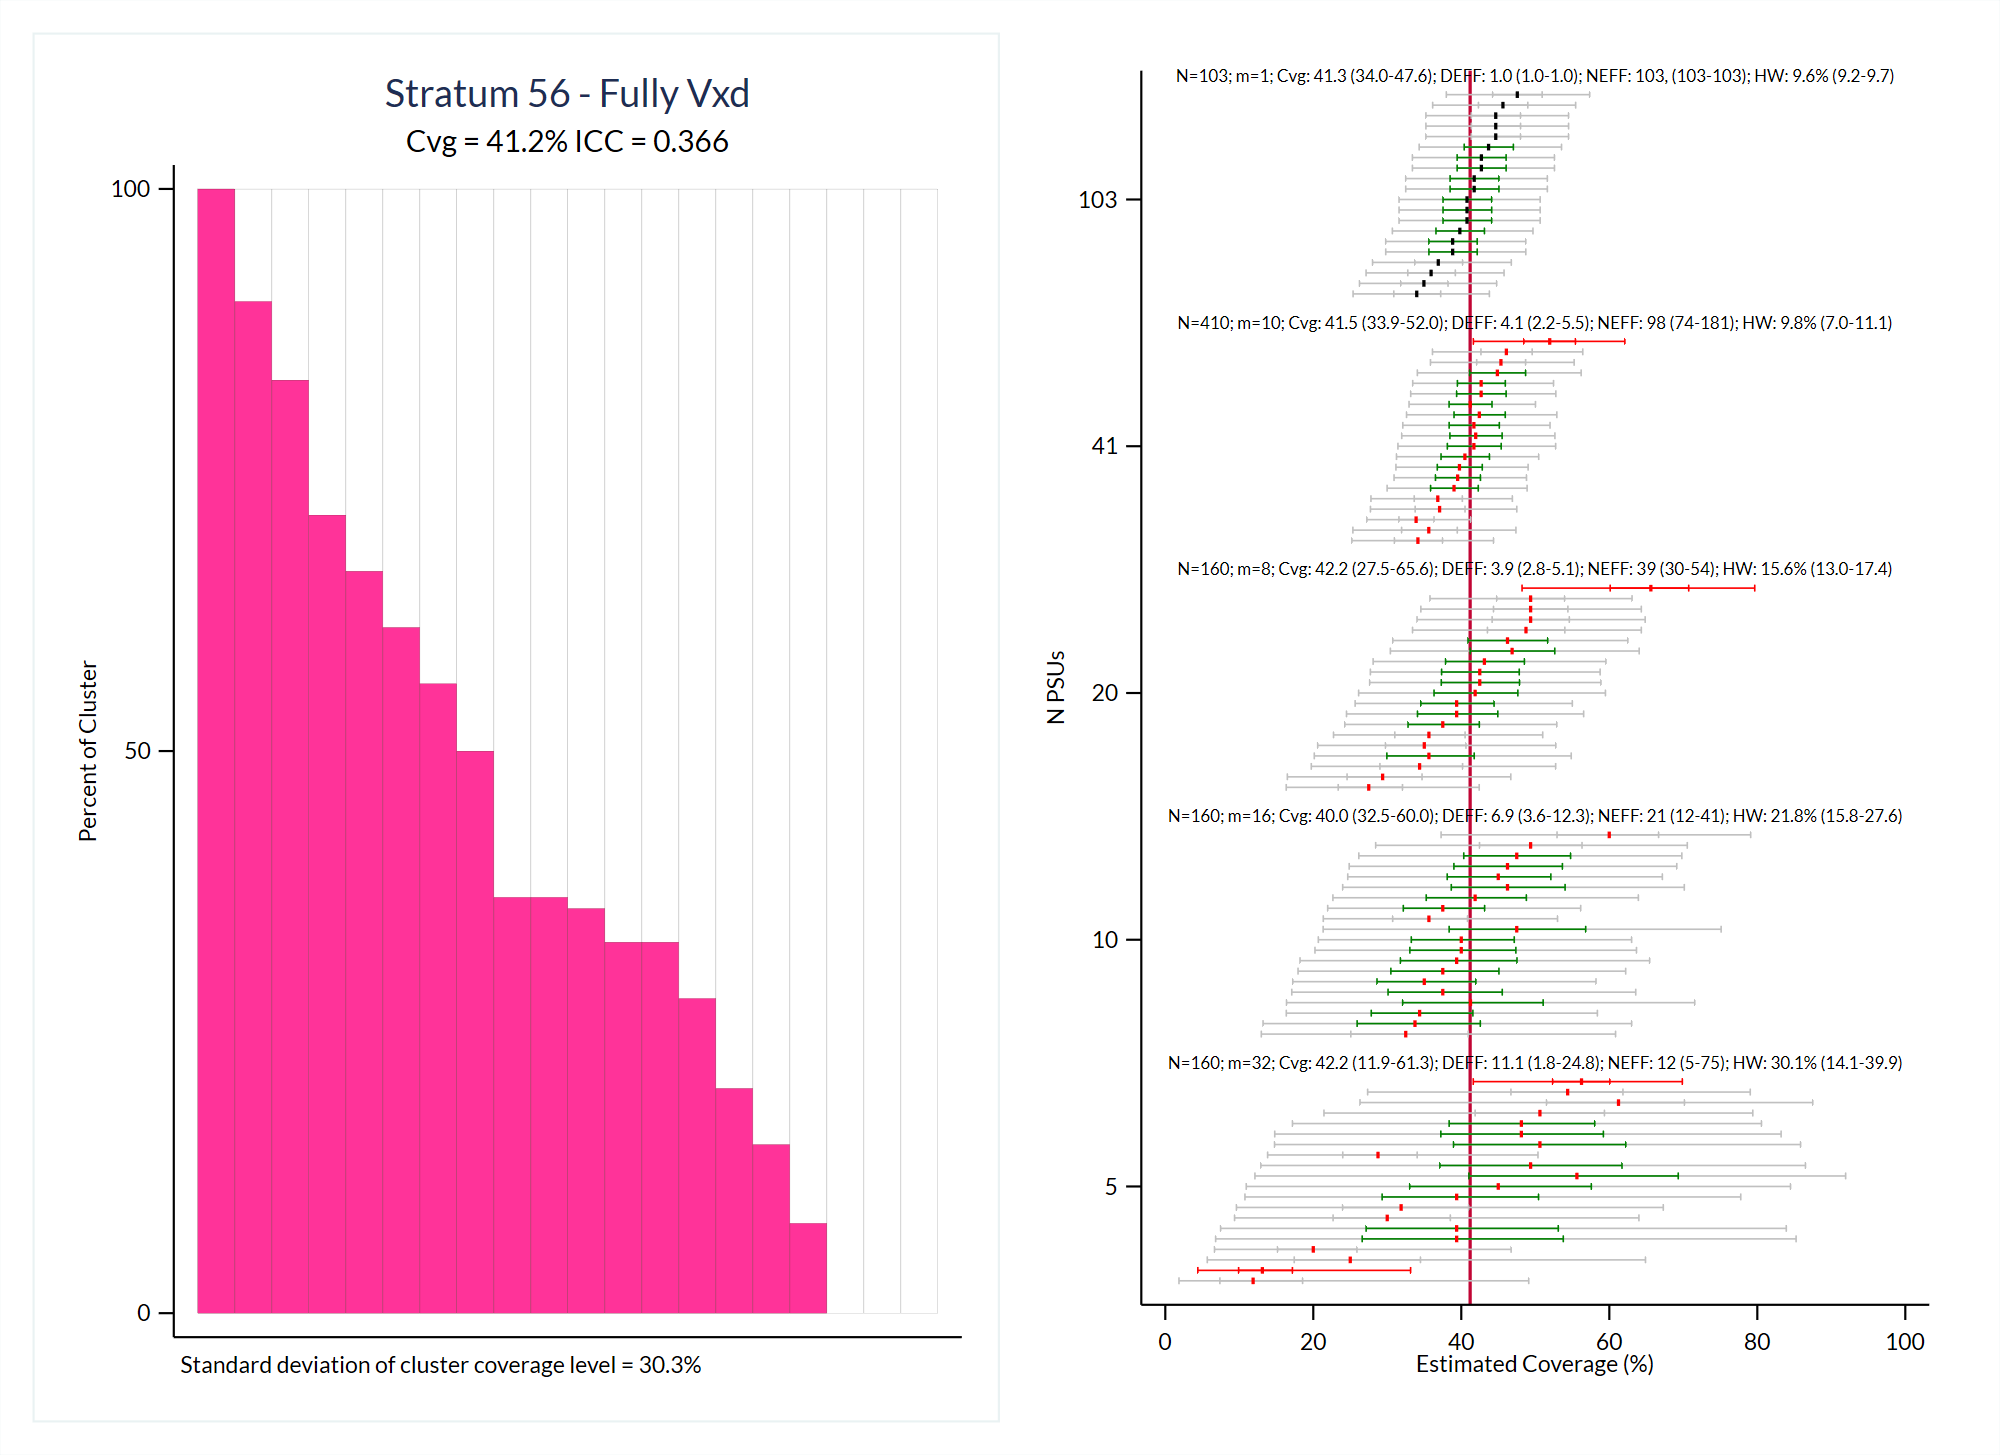 Stratum 56 - Fully Vxd
Cvg = 41.2% ICC = 0.366
Percent of Cluster
100
50
0
Standard deviation of cluster coverage level = 30.3%
N PSUs
N=103; m=1; Cvg: 41.3 (34.0-47.6); DEFF: 1.0 (1.0-1.0); NEFF: 103, (103-103); HW: 9.6% (9.2-9.7)
103
N=410; m=10; Cvg: 41.5 (33.9-52.0); DEFF: 4.1 (2.2-5.5); NEFF: 98 (74-181); HW: 9.8% (7.0-11.1)
41
N=160; m=8; Cvg: 42.2 (27.5-65.6); DEFF: 3.9 (2.8-5.1); NEFF: 39 (30-54); HW: 15.6% (13.0-17.4)
20
N=160; m=16; Cvg: 40.0 (32.5-60.0); DEFF: 6.9 (3.6-12.3); NEFF: 21 (12-41); HW: 21.8% (15.8-27.6)
10
N=160; m=32; Cvg: 42.2 (11.9-61.3); DEFF: 11.1 (1.8-24.8); NEFF: 12 (5-75); HW: 30.1% (14.1-39.9)
5
0 20 40 60 80 100
Estimated Coverage (%)